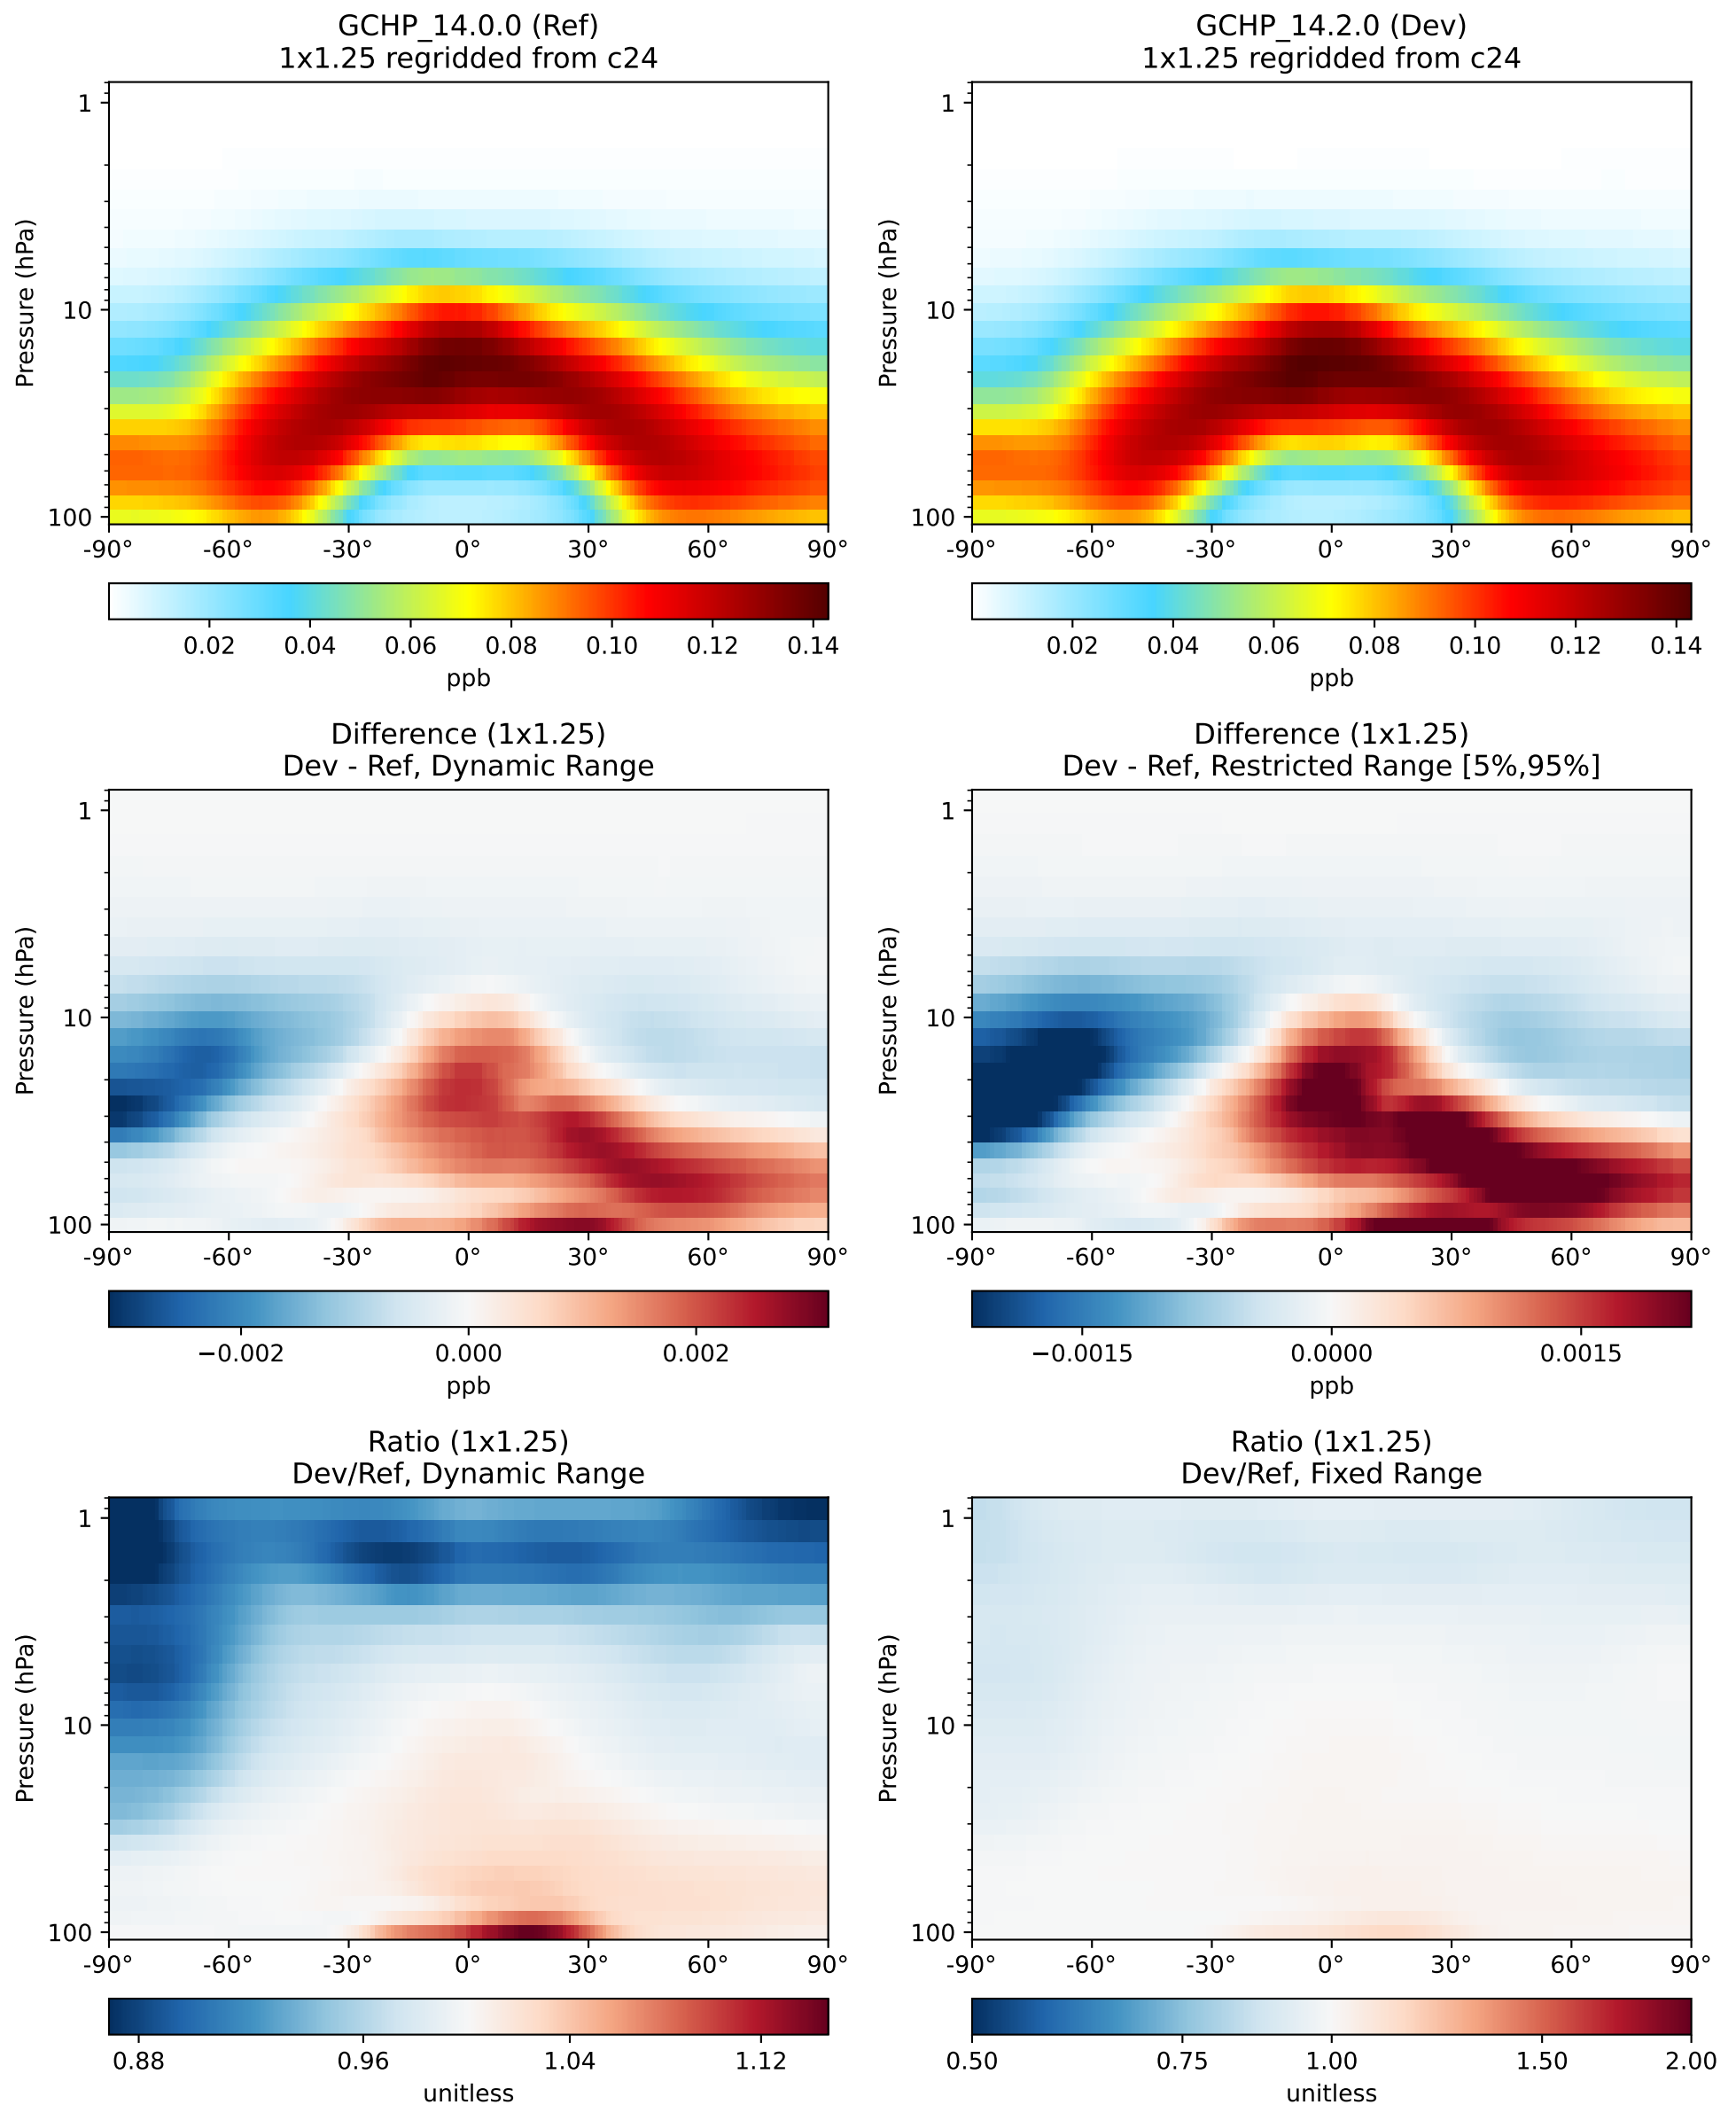 GCHP_14.0.0 (Ref)
1x1.25 regridded from c24
Pressure (hPa)
1
10
100
-90° -60° -30° 0° 30° 60° 90°
0.02 0.04 0.06 0.08 0.10 0.12 0.14
ppb
GCHP_14.2.0 (Dev)
1x1.25 regridded from c24
Pressure (hPa)
1
10
100
-90° -60° -30° 0° 30° 60° 90°
0.02 0.04 0.06 0.08 0.10 0.12 0.14
ppb
Difference (1x1.25)
Dev - Ref, Dynamic Range
Pressure (hPa)
1
10
100
-90° -60° -30° 0° 30° 60° 90°
−0.002 0.000 0.002
ppb
Difference (1x1.25)
Dev - Ref, Restricted Range [5%,95%]
Pressure (hPa)
1
10
100
-90° -60° -30° 0° 30° 60° 90°
−0.0015 0.0000 0.0015
ppb
Ratio (1x1.25)
Dev/Ref, Dynamic Range
Pressure (hPa)
1
10
100
-90° -60° -30° 0° 30° 60° 90°
0.88 0.96 1.04 1.12
unitless
Ratio (1x1.25)
Dev/Ref, Fixed Range
Pressure (hPa)
1
10
100
-90° -60° -30° 0° 30° 60° 90°
0.50 0.75 1.00 1.50 2.00
unitless